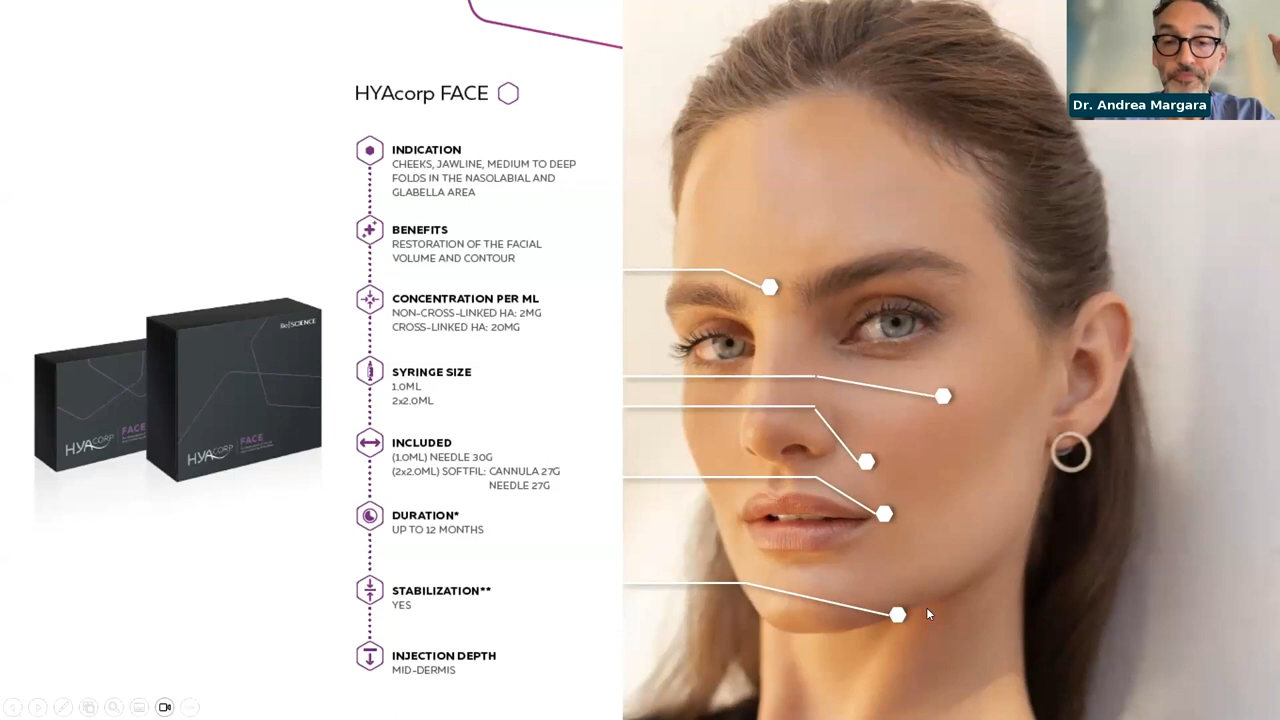 HYAcorp FACE
INDICATION
CHEEKS, JAWLINE, MEDIUM TO DEEP
FOLDS IN THE NASOLABIAL AND
GLABELLA AREA
BENEFITS
RESTORATION OF THE FACIAL
VOLUME AND CONTOUR
CONCENTRATION PER ML
NON-CROSS-LINKED HA: 2MG
CROSS-LINKED HA: 20MG
SYRINGE SIZE
1.0ML
2x2.0ML
INCLUDED
(1.0ML) NEEDLE 30G
(2x2.0ML) SOFTFIL: CANNULA 27G
NEEDLE 27G
DURATION*
UP TO 12 MONTHS
STABILIZATION**
YES
INJECTION DEPTH
MID-DERMIS
SCIENCE
HYACORP FACE
HYACORP FACE
Dr. Andrea Margara